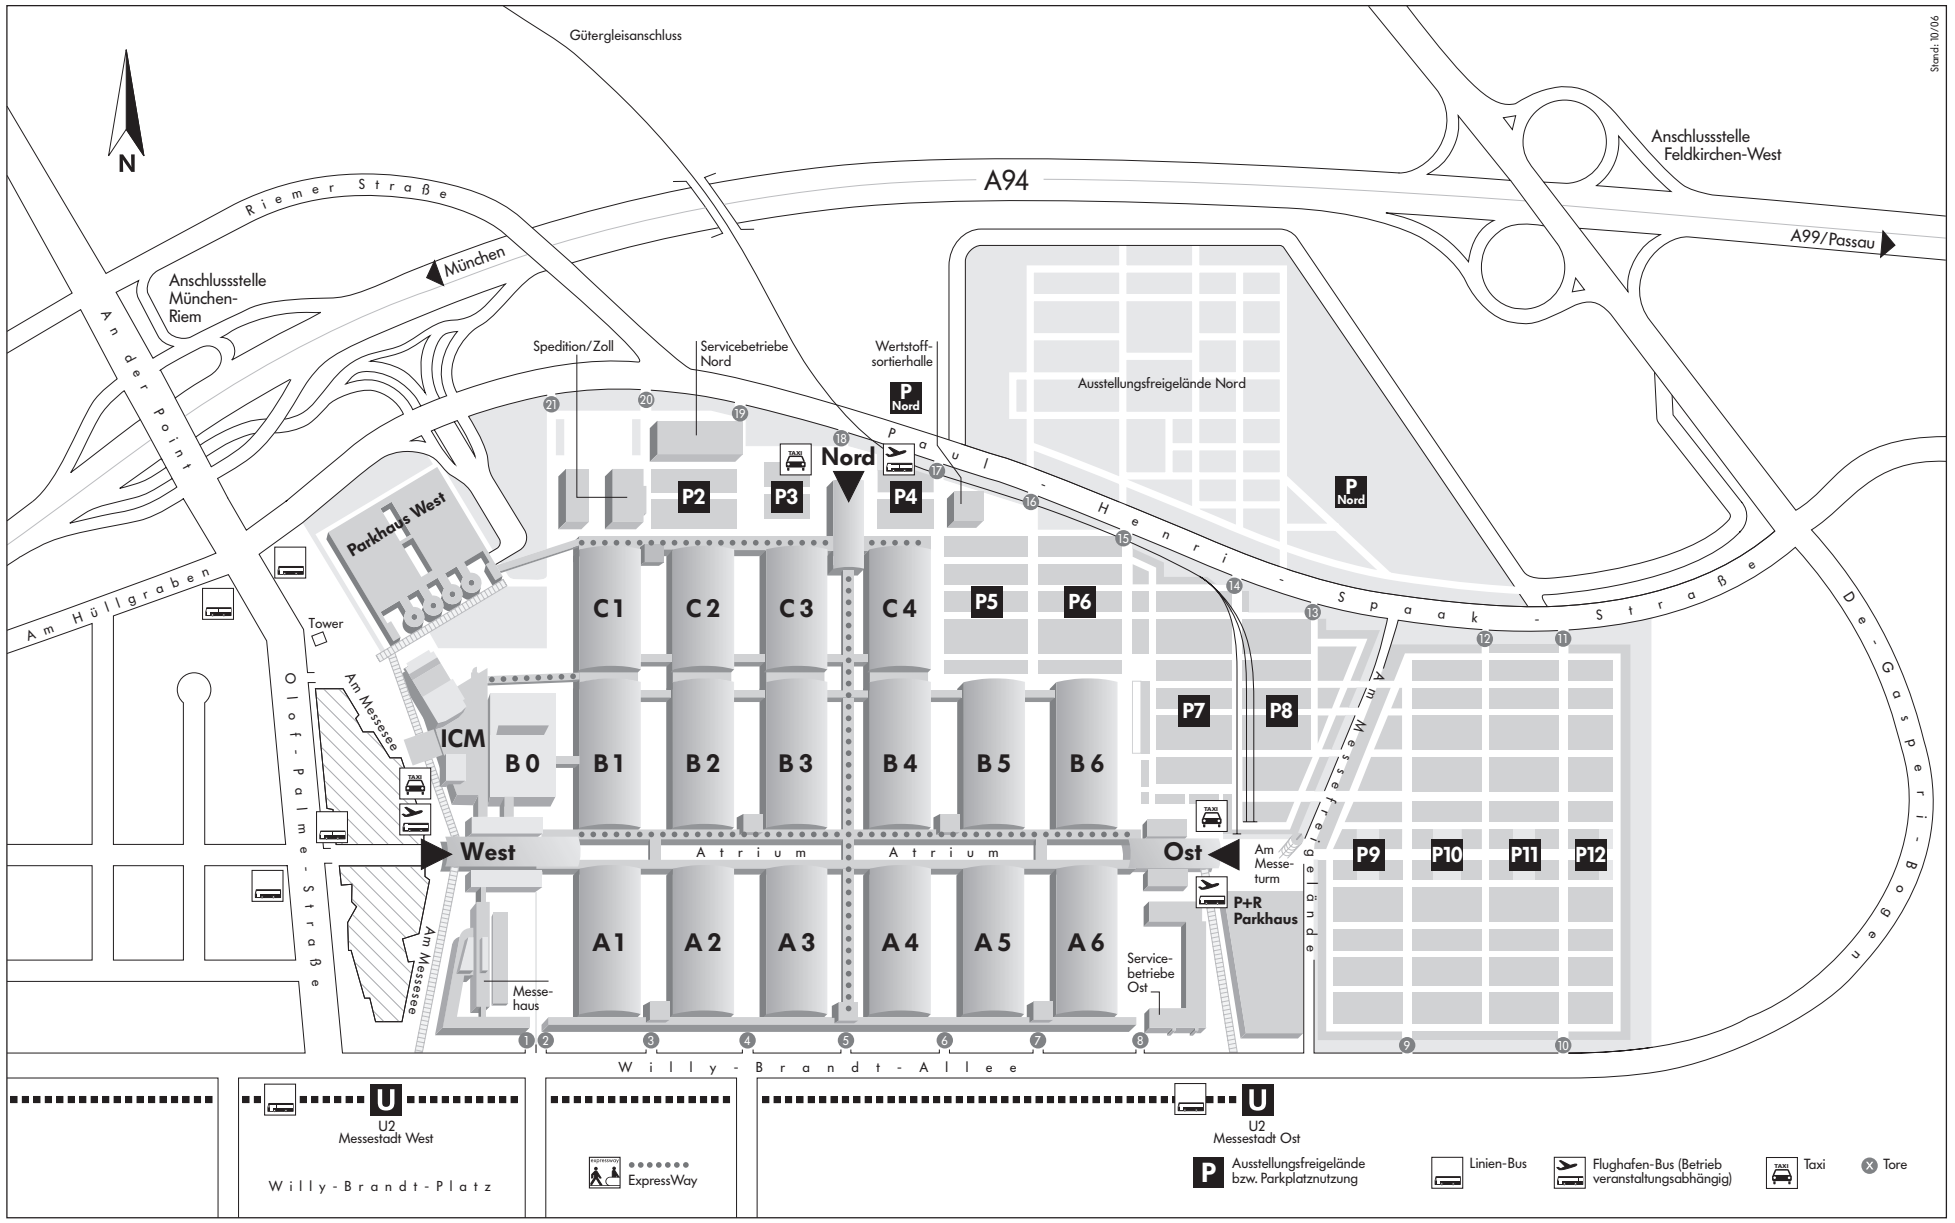 Stand: 10/06
Gütergleisanschluss
Anschlussstelle
Feldkirchen-West
A94
Riemer Straße
N
München
A99/Passau
Anschlussstelle
München-
Riem
An der Point
Spedition/Zoll
Servicebetriebe
Nord
Wertstoff-
sortierhalle
P
Nord
Ausstellungsfreigelände Nord
21
20
19
18
17
16
15
14
13
12
11
Paul-Henri-Spaak-Straße
TAXI
Nord
P2
P3
P4
P
Nord
Parkhaus West
Am Hüllgraben
Tower
C1
C2
C3
C4
P5
P6
De-Gasperi-Bogen
Olof-Palme-Straße
Am Messesee
ICM
B0
B1
B2
B3
B4
B5
B6
P7
P8
Am Messefreigelände
TAXI
TAXI
West
Atrium
Atrium
Ost
Am
Messe-
turm
P9
P10
P11
P12
P+R
Parkhaus
Am Messesee
A1
A2
A3
A4
A5
A6
Service-
betriebe
Ost
Messe-
haus
1
2
3
4
5
6
7
8
9
10
Willy-Brandt-Allee
U
U2
Messestadt West
U
U2
Messestadt Ost
Willy-Brandt-Platz
expressway
ExpressWay
P
Ausstellungsfreigelände
bzw. Parkplatznutzung
Linien-Bus
Flughafen-Bus (Betrieb
veranstaltungsabhängig)
TAXI
Taxi
x
Tore